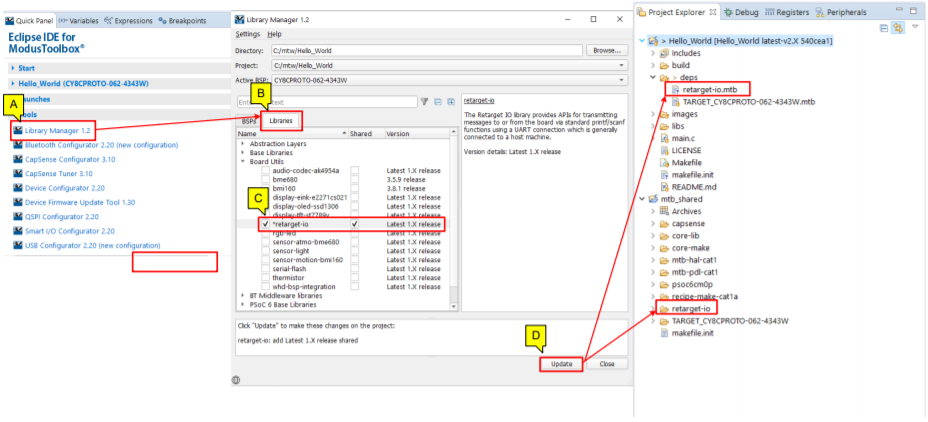 Quick Panel
Variables
Expressions
Breakpoints
Eclipse IDE for
ModusToolbox®
Start
Hello_World (CY8CPROTO-062-4343W)
A
aunches
ools
Library Manager 1.2
Bluetooth Configurator 2.20 (new configuration)
CapSense Configurator 3.10
CapSense Tuner 3.10
Device Configurator 2.20
Device Firmware Update Tool 1.30
QSPI Configurator 2.20
Smart I/O Configurator 2.20
USB Configurator 2.20 (new configuration)
Library Manager 1.2
Settings Help
Directory: C:/mtw/Hello_World Browse...
Project: C:/mtw/Hello_World
Active BSP: CY8CPROTO-062-4343W
B
Enter text
BSPs Libraries
Name Shared Version
Abstraction Layers
Base Libraries
Board Utils
audio-codec-ak4954a Latest 1.X release
bme680 3.5.9 release
bmi160 3.8.1 release
C
display-eink-e2271cs021 Latest 1.X release
display-oled-ssd1306 Latest 1.X release
display-tft-st7789v Latest 1.X release
*retarget-io Latest 1.X release
rgb-led Latest 1.X release
sensor-atmo-bme680 Latest 1.X release
sensor-light Latest 1.X release
sensor-motion-bmi160 Latest 1.X release
serial-flash Latest 1.X release
thermistor Latest 1.X release
whd-bsp-integration Latest 1.X release
BT Middleware libraries
PSoC 6 Base Libraries
retarget-io
The Retarget IO library provides APIs for transmitting
messages to or from the board via standard printf/scanf
functions using a UART connection which is generally
connected to a host machine.
Version details: Latest 1.X release
Click "Update" to make these changes on the project:
retarget-io: add Latest 1.X release shared
D
Update Close
Project Explorer
Debug
Registers
Peripherals
> Hello_World [Hello_World latest-v2.X 540cea1]
Includes
build
> deps
retarget-io.mtb
TARGET_CY8CPROTO-062-4343W.mtb
images
libs
main.c
LICENSE
Makefile
makefile.init
README.md
mtb_shared
Archives
capsense
core-lib
core-make
mtb-hal-cat1
mtb-pdl-cat1
psoc6cm0p
recipe-make-cat1a
retarget-io
TARGET_CY8CPROTO-062-4343W
makefile.init